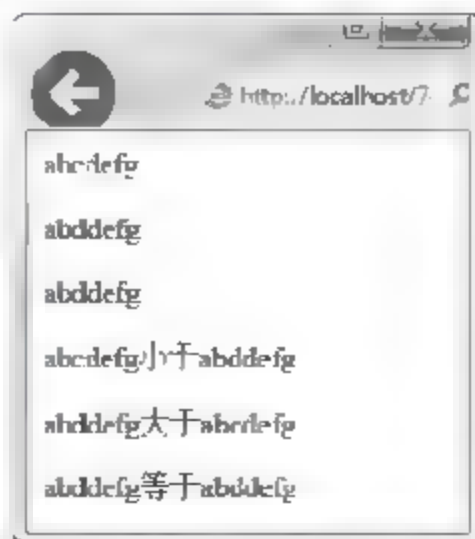 http://localhost/7-
abcdefg
abddefg
abddefg
abcdefg小于abddefg
abddefg大于abcdefg
abddefg等于abddefg